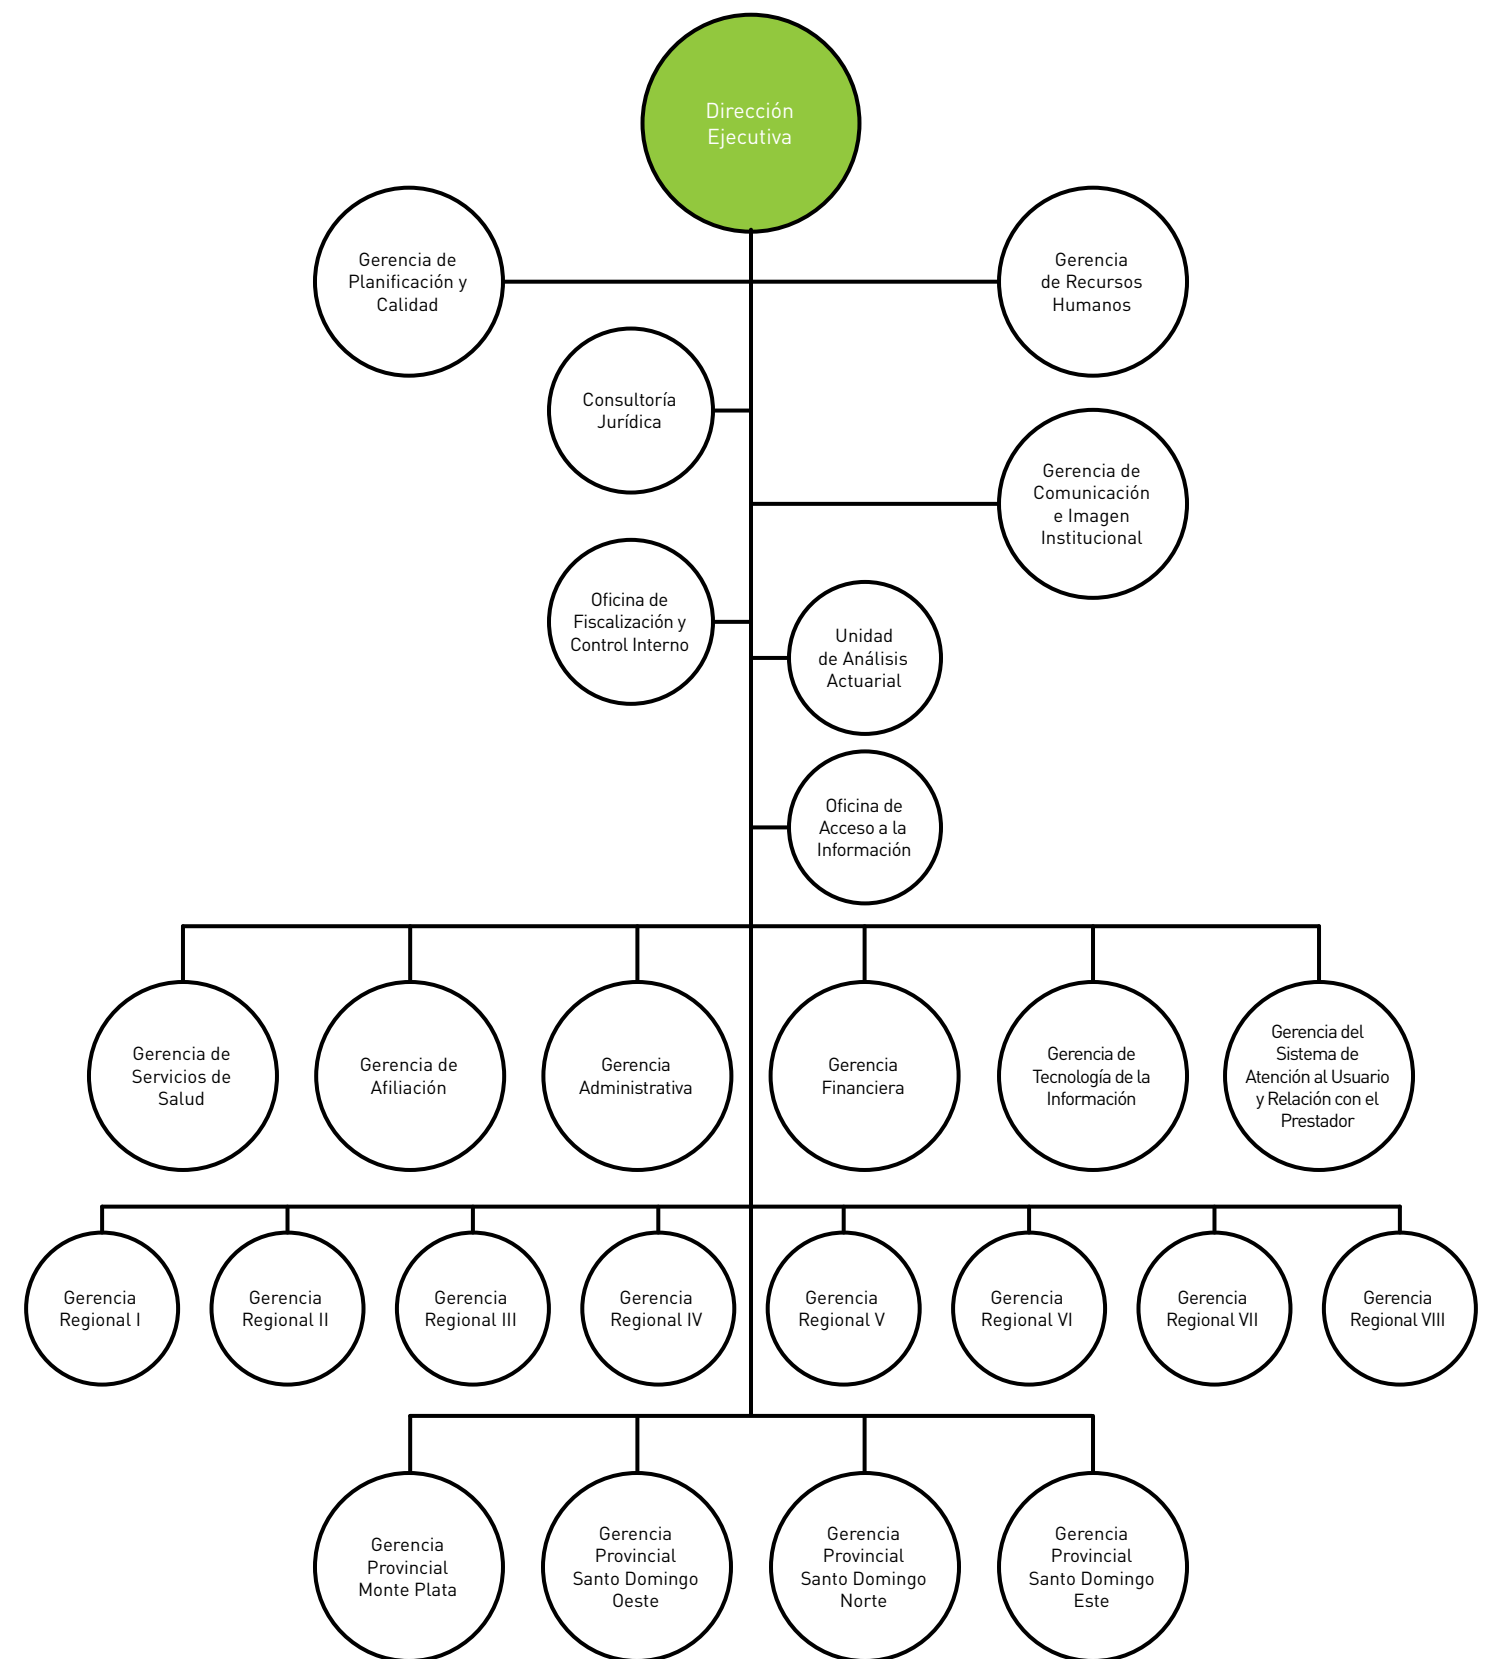 Dirección
Ejecutiva
Gerencia de
Planificación y
Calidad
Gerencia
de Recursos
Humanos
Consultoría
Jurídica
Gerencia de
Comunicación
e Imagen
Institucional
Oficina de
Fiscalización y
Control Interno
Unidad
de Análisis
Actuarial
Oficina de
Acceso a la
Información
Gerencia de
Servicios de
Salud
Gerencia de
Afiliación
Gerencia
Administrativa
Gerencia
Financiera
Gerencia de
Tecnología de la
Información
Gerencia del
Sistema de
Atención al Usuario
y Relación con el
Prestador
Gerencia
Regional I
Gerencia
Regional II
Gerencia
Regional III
Gerencia
Regional IV
Gerencia
Regional V
Gerencia
Regional VI
Gerencia
Regional VII
Gerencia
Regional VIII
Gerencia
Provincial
Monte Plata
Gerencia
Provincial
Santo Domingo
Oeste
Gerencia
Provincial
Santo Domingo
Norte
Gerencia
Provincial
Santo Domingo
Este